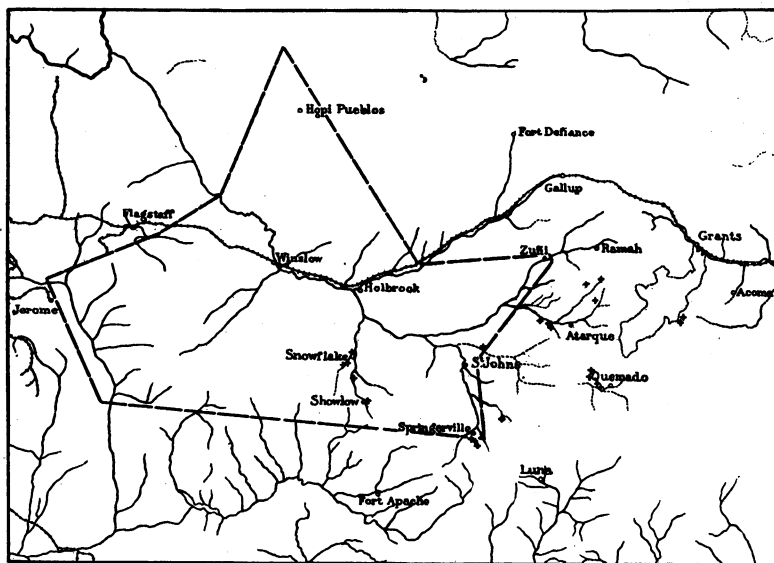 Hopi Pueblos
Fort Defiance
Gallup
Flagstaff
Grants
Zuñi
Ramah
Winslow
Holbrook
Acoma
Jerome
Atarque
Snowflake
S. Johns
Quemado
Showlow
Springerville
Luna
Fort Apache